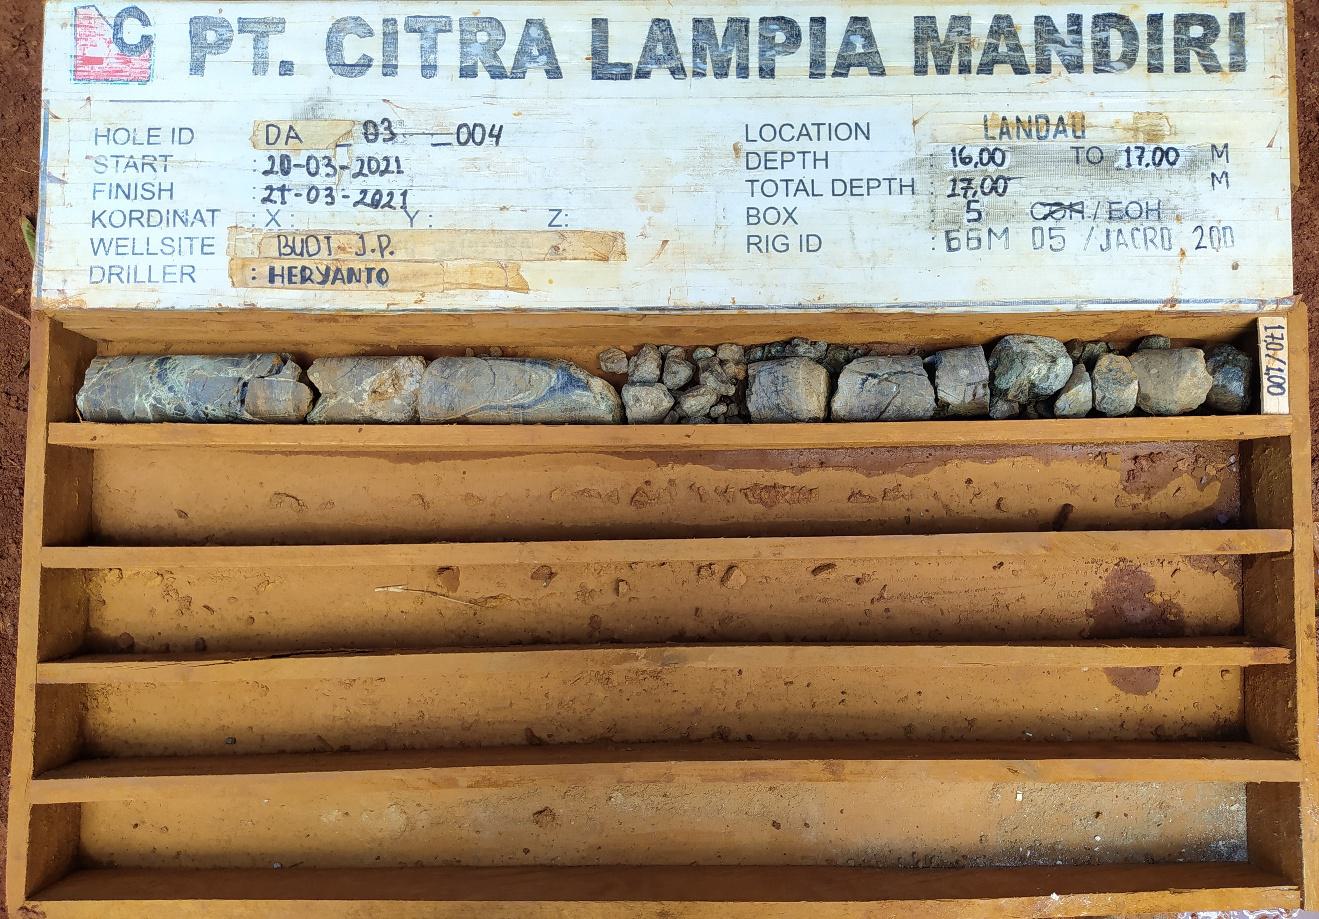 PT. CITRA LAMPIA MANDIRI
HOLE ID DA _ 03 _ 004
START : 20-03-2021
FINISH : 21-03-2021
KORDINAT : X : Y : Z:
WELLSITE BUDI J.P.
DRILLER : HERYANTO
LOCATION LANDAU
DEPTH : 16,00 TO 17,00 M
TOTAL DEPTH : 17,00 M
BOX 5 / EOH
RIG ID : GGM 05 / JACRO 200